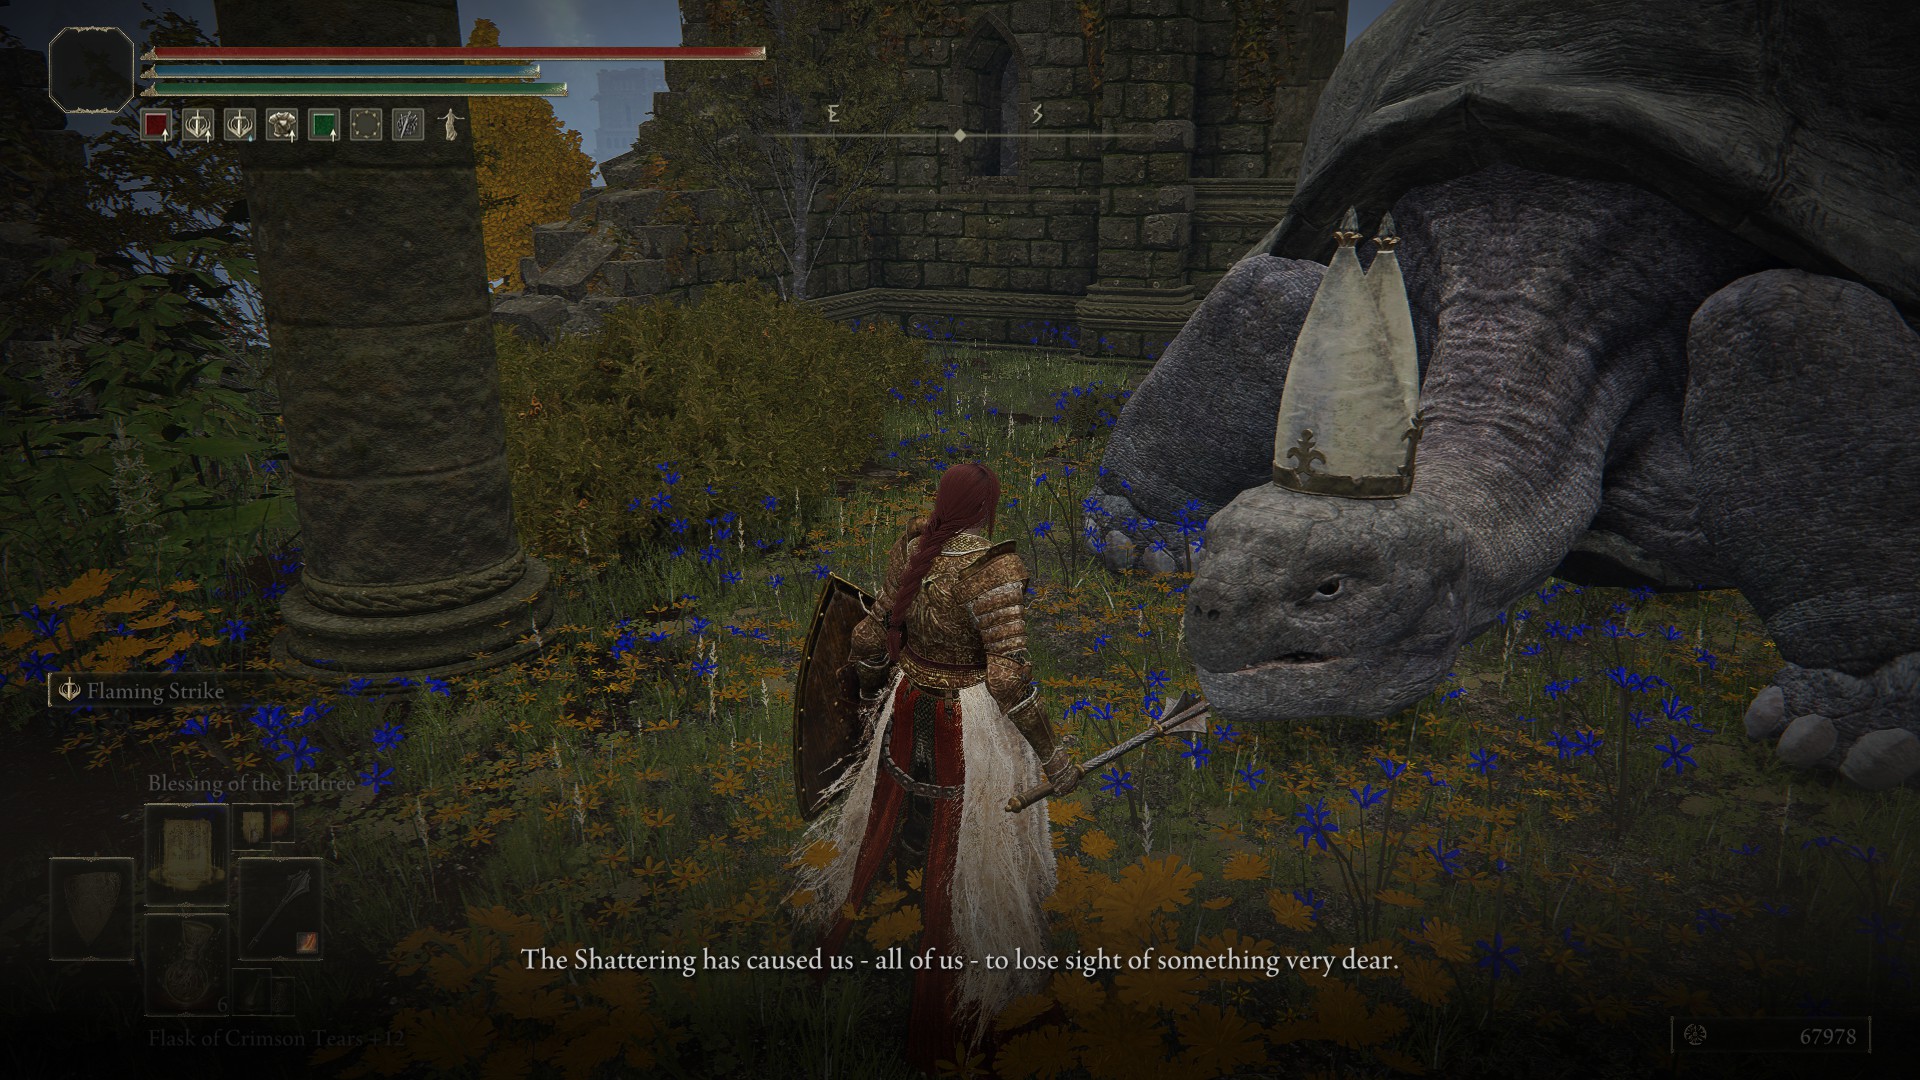 E
S
Flaming Strike
Blessing of the Erdtree
6
Flask of Crimson Tears +12
The Shattering has caused us - all of us - to lose sight of something very dear.
67978